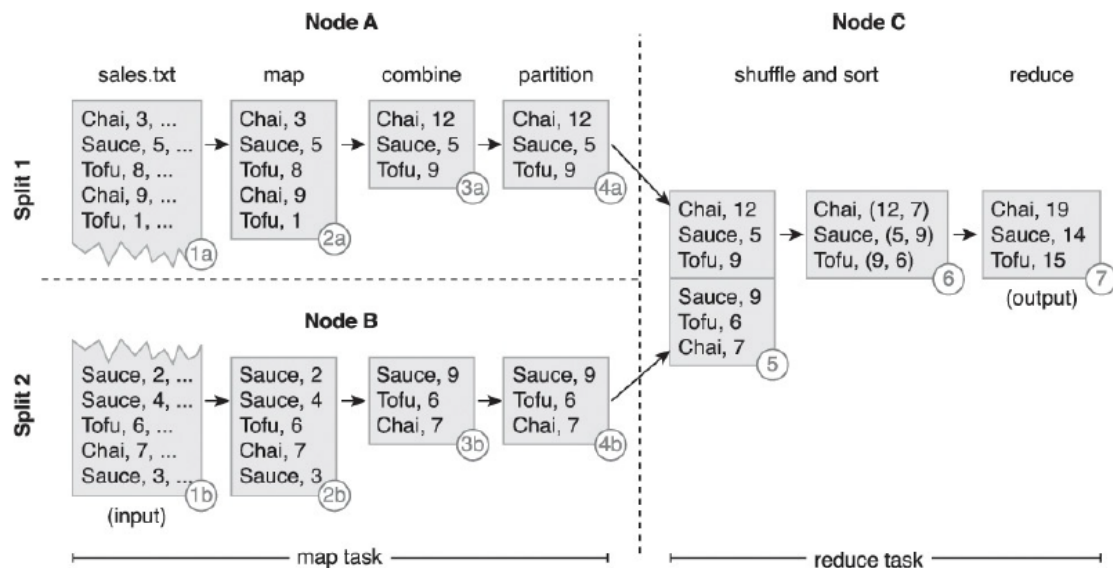 Node A
Node C
sales.txt
map
combine
partition
shuffle and sort
reduce
Split 1
Chai, 3, ...
Sauce, 5, ...
Tofu, 8, ...
Chai, 9, ...
Tofu, 1, ...
1a
Chai, 3
Sauce, 5
Tofu, 8
Chai, 9
Tofu, 1
2a
Chai, 12
Sauce, 5
Tofu, 9
3a
Chai, 12
Sauce, 5
Tofu, 9
4a
Node B
Split 2
Sauce, 2, ...
Sauce, 4, ...
Tofu, 6, ...
Chai, 7, ...
Sauce, 3, ...
1b
(input)
Sauce, 2
Sauce, 4
Tofu, 6
Chai, 7
Sauce, 3
2b
Sauce, 9
Tofu, 6
Chai, 7
3b
Sauce, 9
Tofu, 6
Chai, 7
4b
Chai, 12
Sauce, 5
Tofu, 9
Sauce, 9
Tofu, 6
Chai, 7
5
Chai, (12, 7)
Sauce, (5, 9)
Tofu, (9, 6)
6
Chai, 19
Sauce, 14
Tofu, 15
7
(output)
map task
reduce task